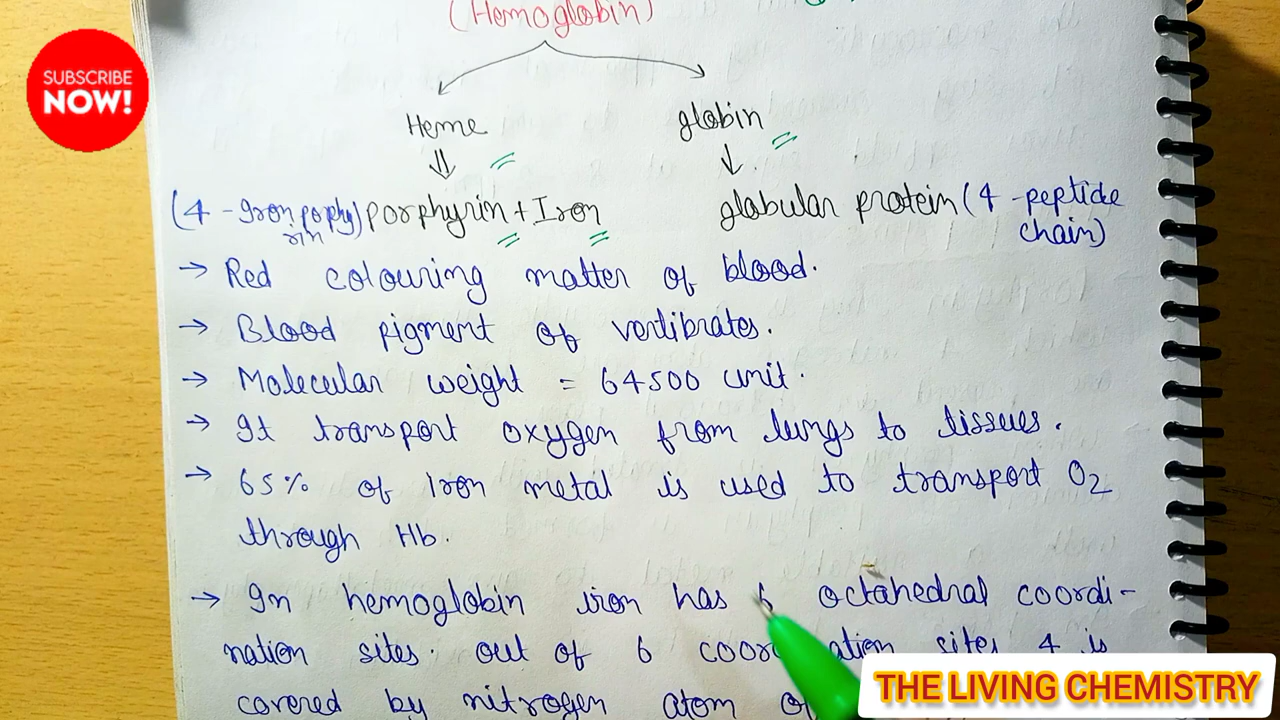 (Hemoglobin)
SUBSCRIBE
NOW!
Heme globin
(4 - Iron porphyrin) porphyrin + Iron globular protein (4 - peptide
chain)
→ Red colouring matter of blood.
→ Blood pigment of vertibrates.
→ Molecular weight = 64500 unit.
→ It transport oxygen from lungs to tissues.
→ 65% of iron metal is used to transport O2
through Hb.
→ In hemoglobin iron has 6 octahedral coordi-
nation sites. out of 6 coordination sites 4 is
covered by nitrogen atom
THE LIVING CHEMISTRY